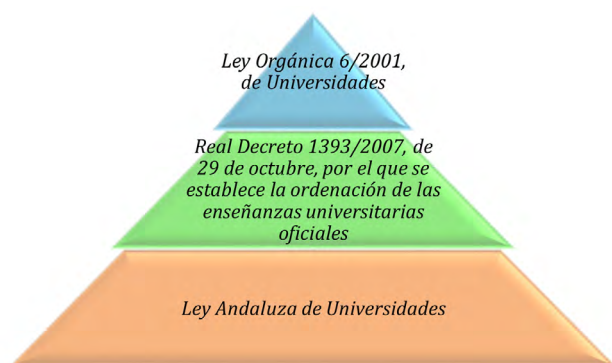 Ley Orgánica 6/2001,
de Universidades
Real Decreto 1393/2007, de
29 de octubre, por el que se
establece la ordenación de las
enseñanzas universitarias
oficiales
Ley Andaluza de Universidades